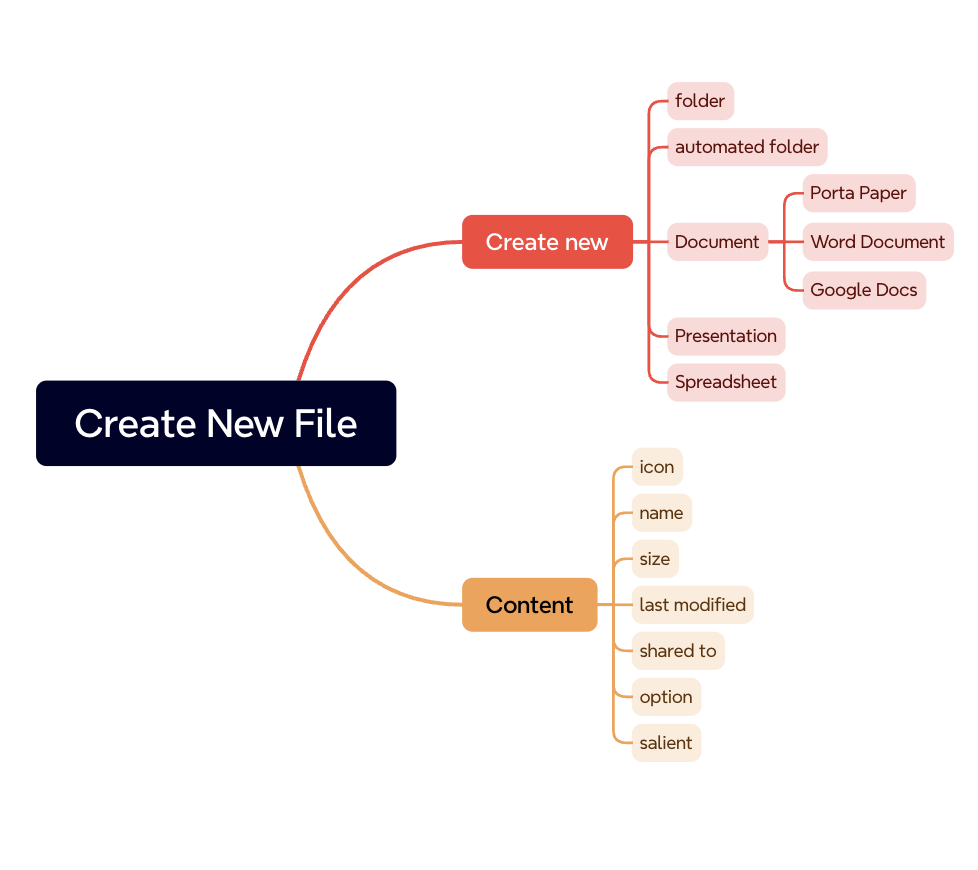 Create New File
Create new
folder
automated folder
Document
Porta Paper
Word Document
Google Docs
Presentation
Spreadsheet
Content
icon
name
size
last modified
shared to
option
salient